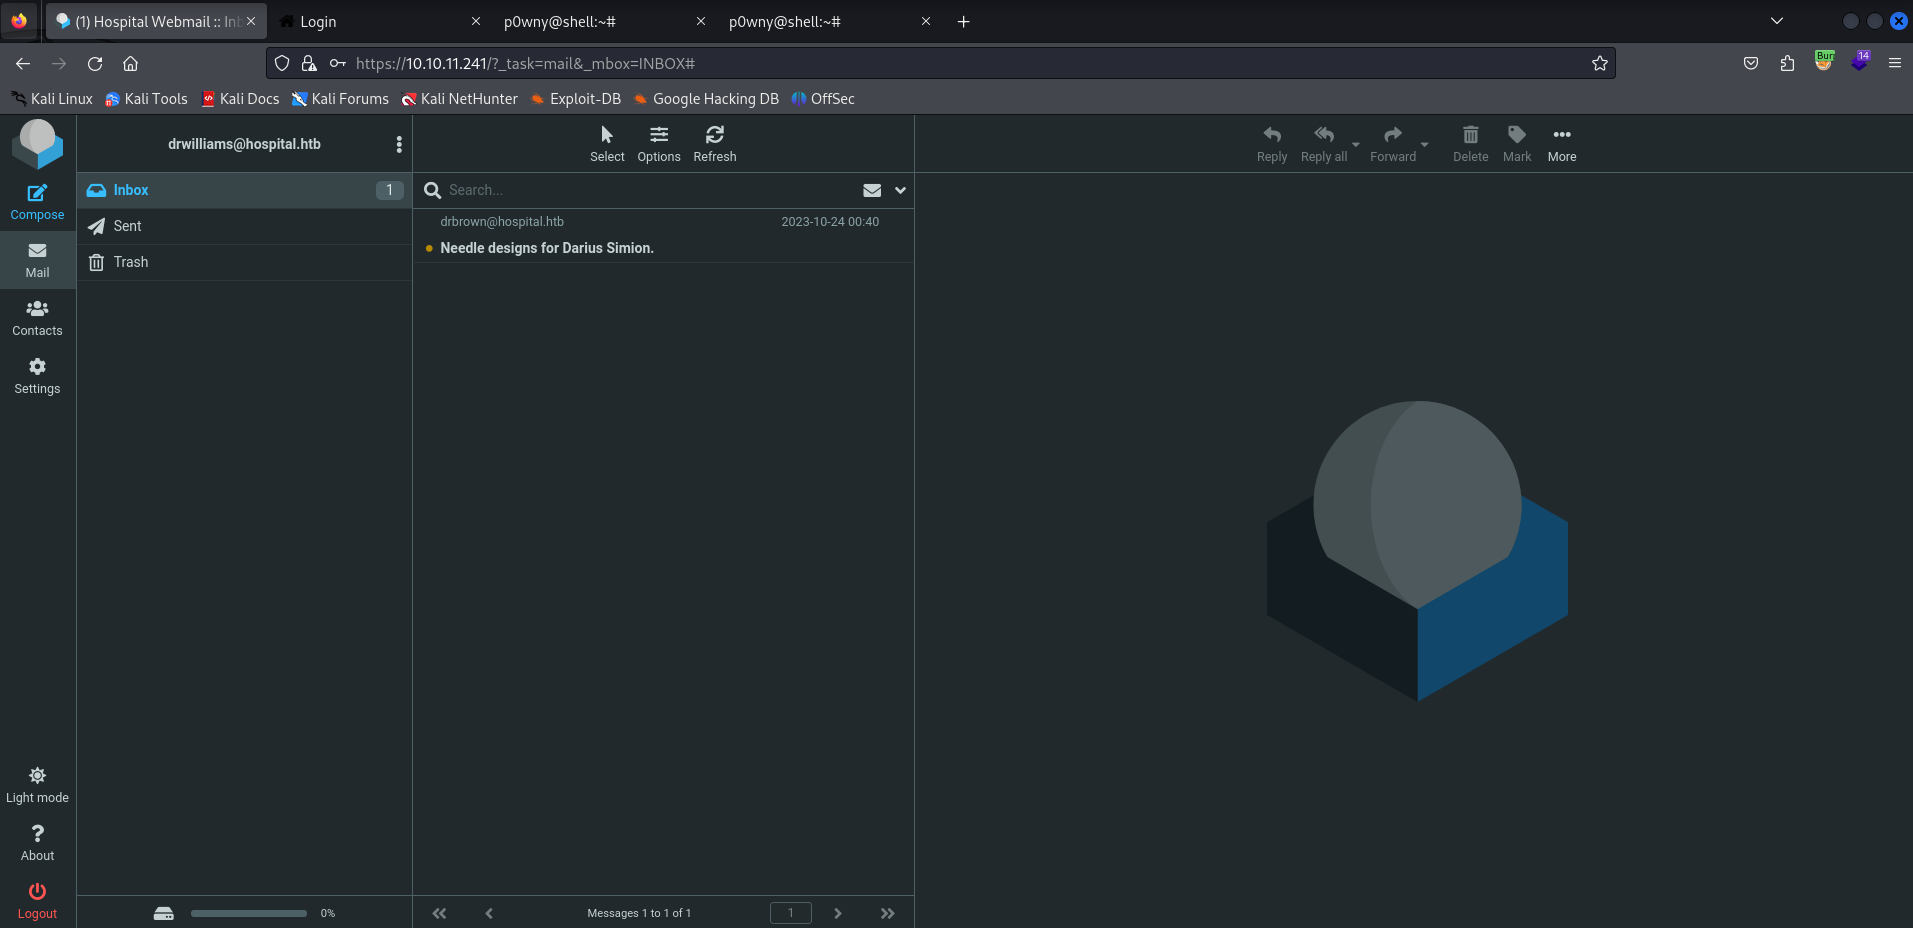 (1) Hospital Webmail :: Inb
Login
p0wny@shell:~#
p0wny@shell:~#
https://10.10.11.241/?_task=mail&_mbox=INBOX#
Burr
14
Kali Linux
Kali Tools
Kali Docs
Kali Forums
Kali NetHunter
Exploit-DB
Google Hacking DB
OffSec
drwilliams@hospital.htb
Select
Options
Refresh
Reply
Reply all
Forward
Delete
Mark
More
Compose
Mail
Contacts
Settings
Inbox
1
Sent
Trash
Search...
drbrown@hospital.htb
2023-10-24 00:40
Needle designs for Darius Simion.
Light mode
About
Logout
0%
Messages 1 to 1 of 1
1